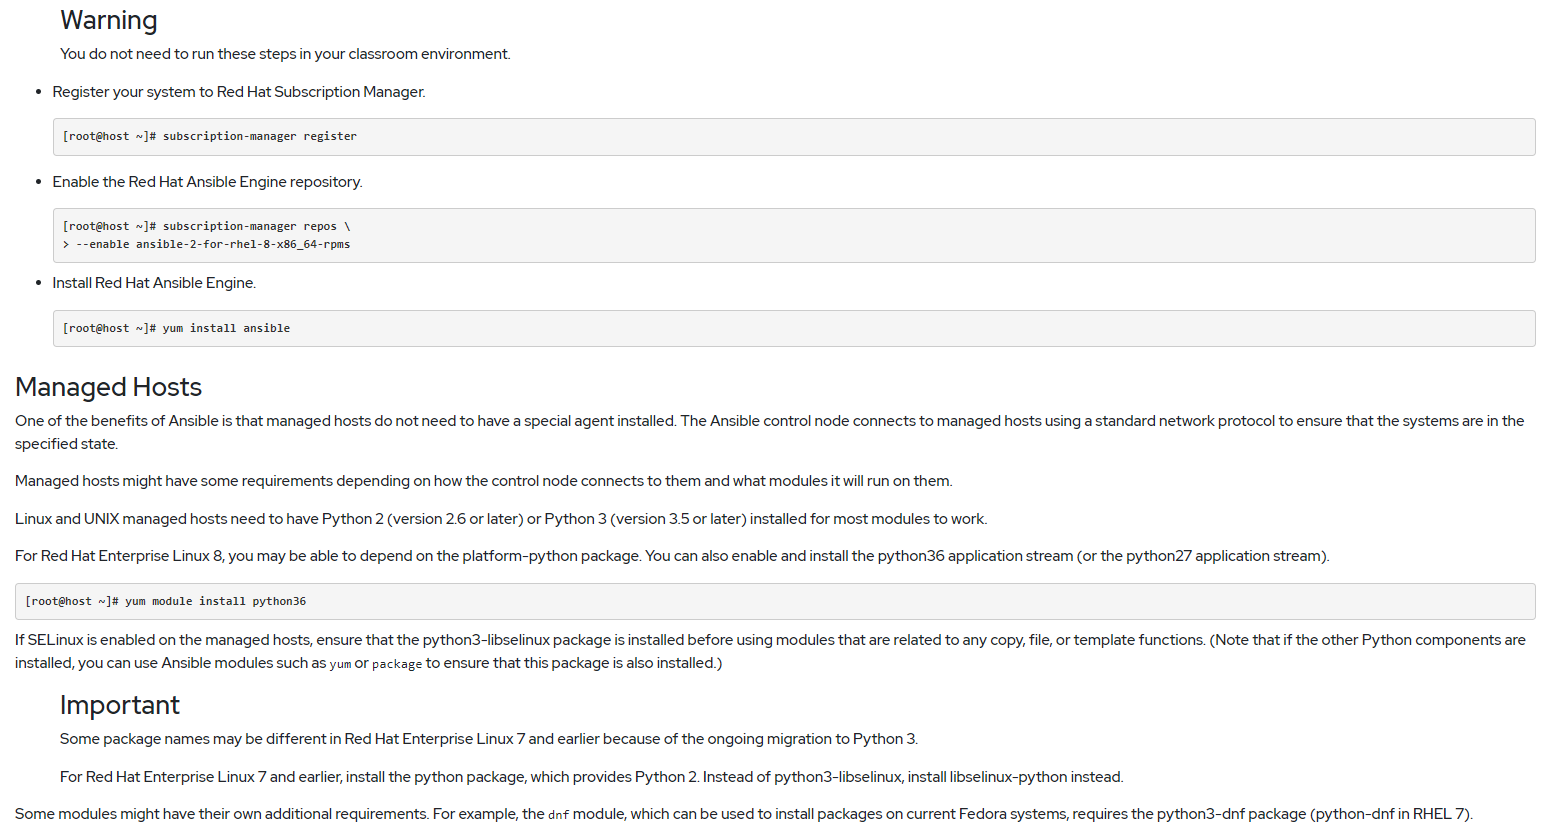 Warning
You do not need to run these steps in your classroom environment.
• Register your system to Red Hat Subscription Manager.
[root@host ~]# subscription-manager register
• Enable the Red Hat Ansible Engine repository.
[root@host ~]# subscription-manager repos \
> --enable ansible-2-for-rhel-8-x86_64-rpms
• Install Red Hat Ansible Engine.
[root@host ~]# yum install ansible
Managed Hosts
One of the benefits of Ansible is that managed hosts do not need to have a special agent installed. The Ansible control node connects to managed hosts using a standard network protocol to ensure that the systems are in the
specified state.
Managed hosts might have some requirements depending on how the control node connects to them and what modules it will run on them.
Linux and UNIX managed hosts need to have Python 2 (version 2.6 or later) or Python 3 (version 3.5 or later) installed for most modules to work.
For Red Hat Enterprise Linux 8, you may be able to depend on the platform-python package. You can also enable and install the python36 application stream (or the python27 application stream).
[root@host ~]# yum module install python36
If SELinux is enabled on the managed hosts, ensure that the python3-libselinux package is installed before using modules that are related to any copy, file, or template functions. (Note that if the other Python components are
installed, you can use Ansible modules such as yum or package to ensure that this package is also installed.)
Important
Some package names may be different in Red Hat Enterprise Linux 7 and earlier because of the ongoing migration to Python 3.
For Red Hat Enterprise Linux 7 and earlier, install the python package, which provides Python 2. Instead of python3-libselinux, install libselinux-python instead.
Some modules might have their own additional requirements. For example, the dnf module, which can be used to install packages on current Fedora systems, requires the python3-dnf package (python-dnf in RHEL 7).